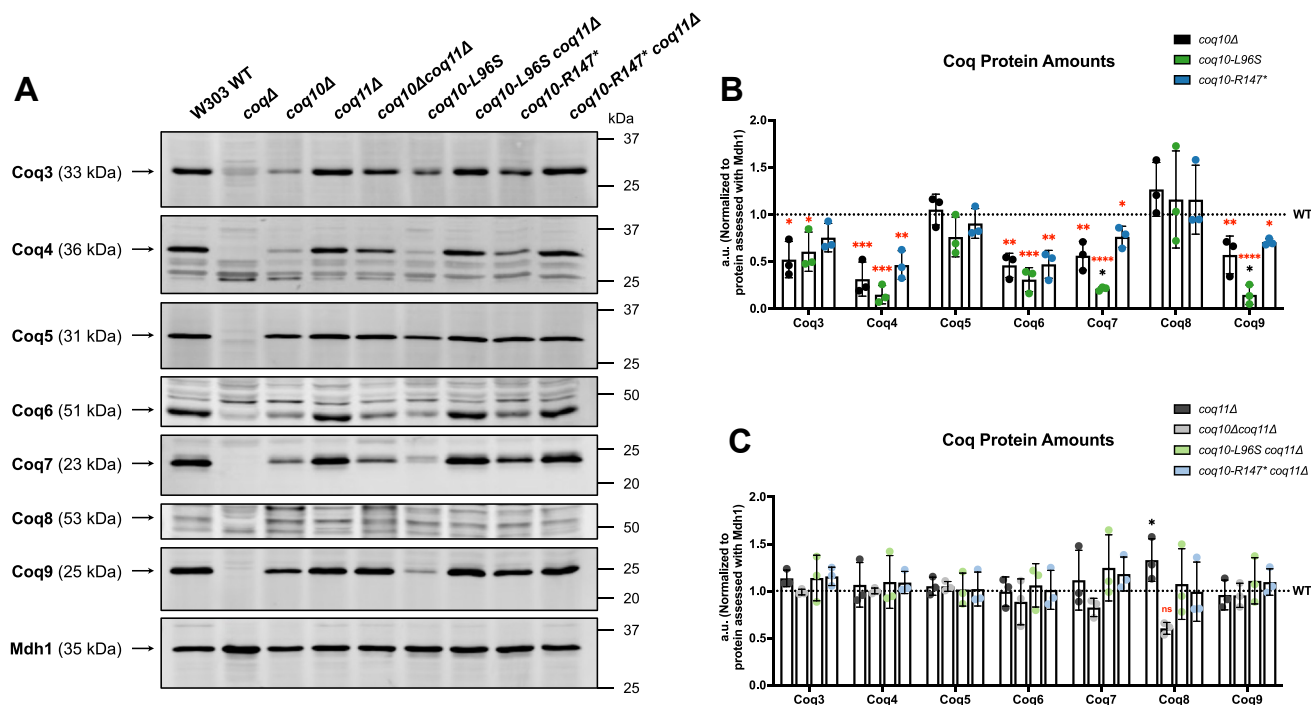 A
W303 WT
coqΔ
coq10Δ
coq11Δ
coq10Δcoq11Δ
coq10-L96S
coq10-L96S coq11Δ
coq10-R147*
coq10-R147* coq11Δ
kDa
Coq3 (33 kDa)
37
25
Coq4 (36 kDa)
37
25
Coq5 (31 kDa)
37
25
Coq6 (51 kDa)
50
Coq7 (23 kDa)
25
20
Coq8 (53 kDa)
50
Coq9 (25 kDa)
25
20
Mdh1 (35 kDa)
37
25
B
Coq Protein Amounts
coq10Δ
coq10-L96S
coq10-R147*
a.u. (Normalized to
protein assessed with Mdh1)
2.0
1.5
1.0
0.5
0.0
WT
* *
*** *** **
** *** **
** **** * *
** **** * *
Coq3 Coq4 Coq5 Coq6 Coq7 Coq8 Coq9
C
Coq Protein Amounts
coq11Δ
coq10Δcoq11Δ
coq10-L96S coq11Δ
coq10-R147* coq11Δ
a.u. (Normalized to
protein assessed with Mdh1)
2.0
1.5
1.0
0.5
0.0
WT
*
ns
Coq3 Coq4 Coq5 Coq6 Coq7 Coq8 Coq9